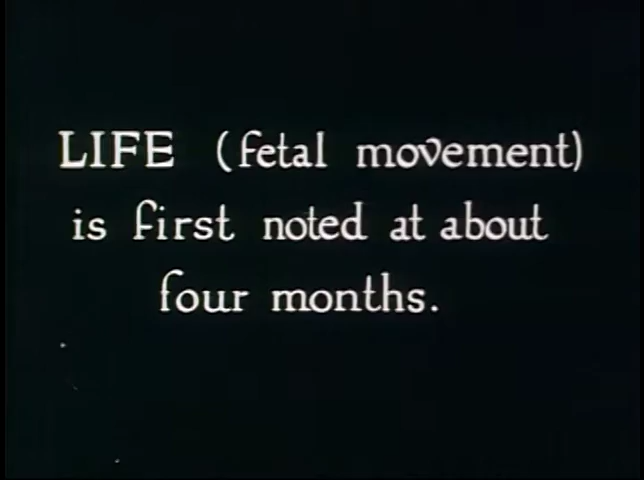 LIFE (fetal movement)
is first noted at about
four months.